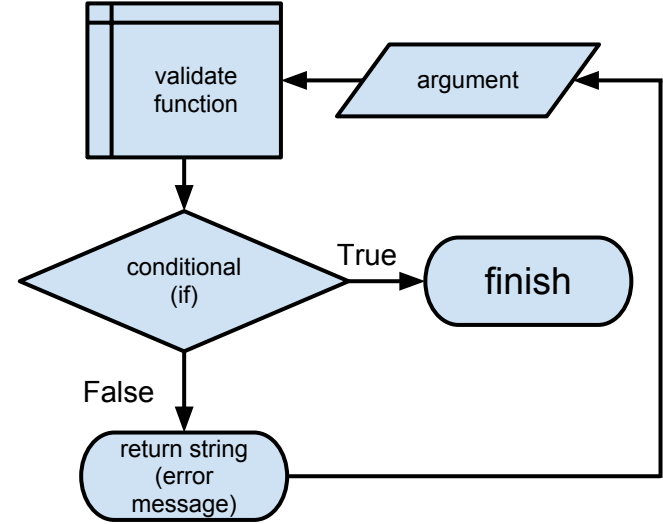 validate
function
argument
conditional
(if)
True
finish
False
return string
(error
message)